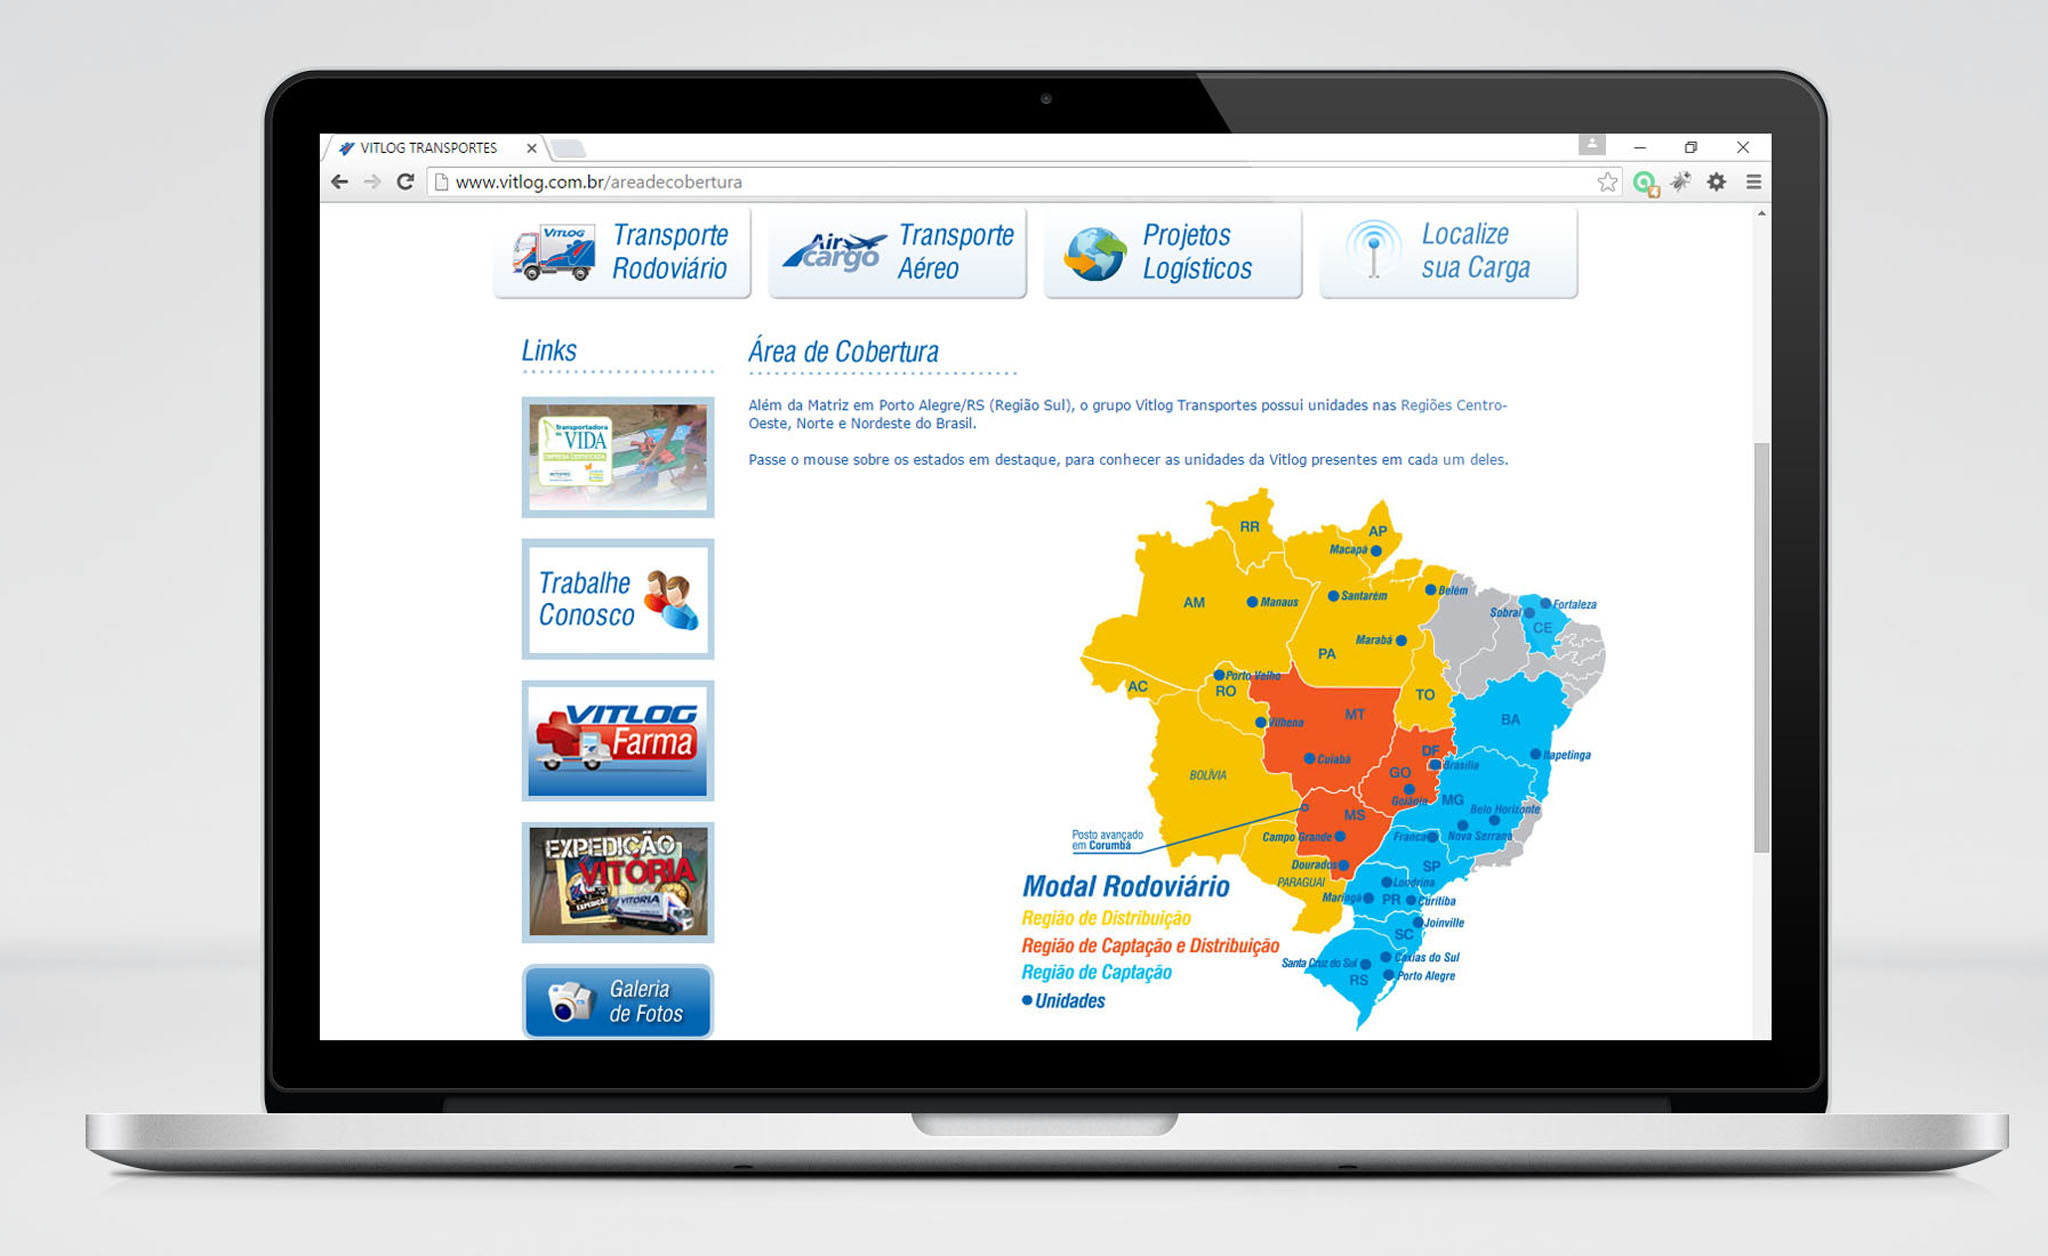 VITLOG TRANSPORTES
www.vitlog.com.br/areadecobertura
VITLOG
Transporte
Rodoviário
Air
cargo
Transporte
Aéreo
Projetos
Logísticos
Localize
sua Carga
Links
Transportadora
da VIDA
EMPRESA CERTIFICADA
Trabalhe
Conosco
VITLOG
Farma
EXPEDIÇÃO
VITÓRIA
VITORIA
Galeria
de Fotos
Área de Cobertura
Além da Matriz em Porto Alegre/RS (Região Sul), o grupo Vitlog Transportes possui unidades nas Regiões Centro-
Oeste, Norte e Nordeste do Brasil.
Passe o mouse sobre os estados em destaque, para conhecer as unidades da Vitlog presentes em cada um deles.
RR
AP
Macapá
AM
Manaus
Santarém
Belém
Sobral
Fortaleza
CE
Marabá
PA
AC
Porto Velho
RO
TO
Vilhena
MT
BA
Cuiabá
DF
Brasília
Itapetinga
BOLÍVIA
GO
Goiânia
MG
Belo Horizonte
MS
Posto avançado
em Corumbá
Campo Grande
Franca
Nova Serrana
Dourados
SP
PARAGUAI
Londrina
Maringá
PR
Curitiba
Joinville
SC
Santa Cruz do Sul
Caxias do Sul
RS
Porto Alegre
Modal Rodoviário
Região de Distribuição
Região de Captação e Distribuição
Região de Captação
Unidades